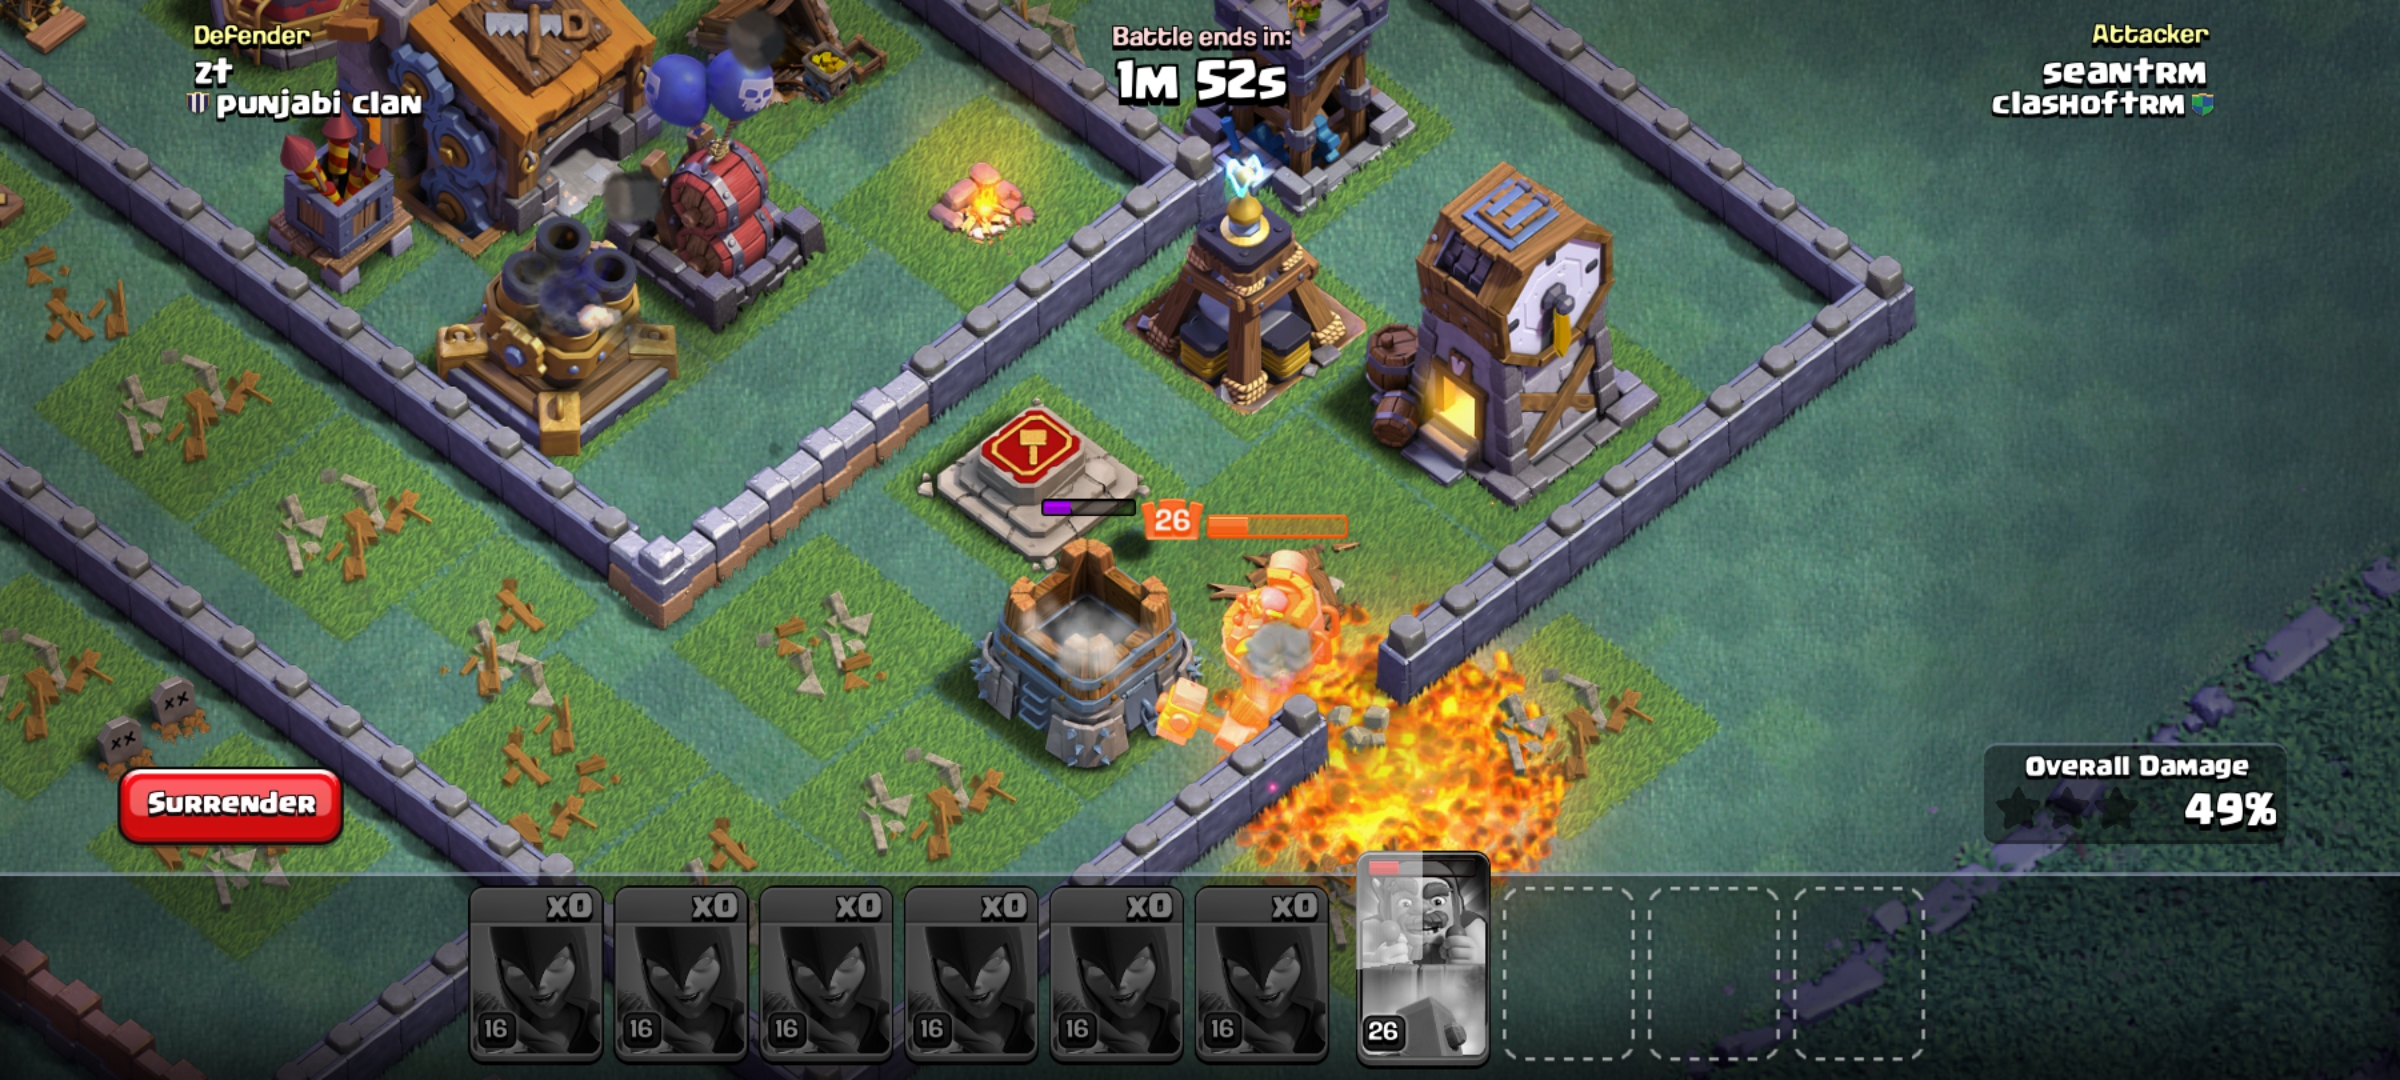 Defender
zt
punjabi clan
Battle ends in:
1m 52s
Attacker
seantrm
clashoftrm
26
Surrender
Overall Damage
49%
x0
x0
x0
x0
x0
x0
16
16
16
16
16
16
26